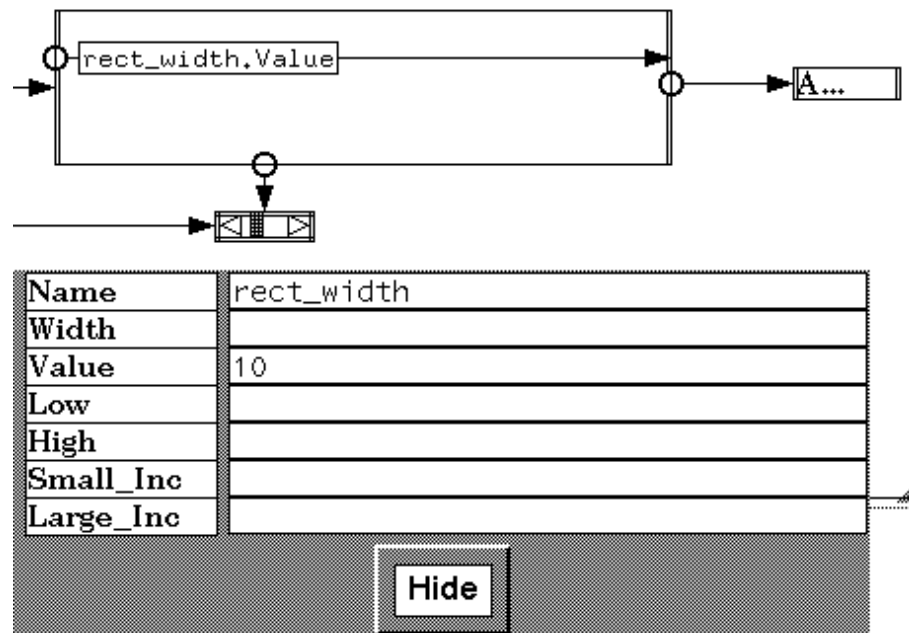 rect_width.Value
A...
Name rect_width
Width
Value 10
Low
High
Small_Inc
Large_Inc
Hide